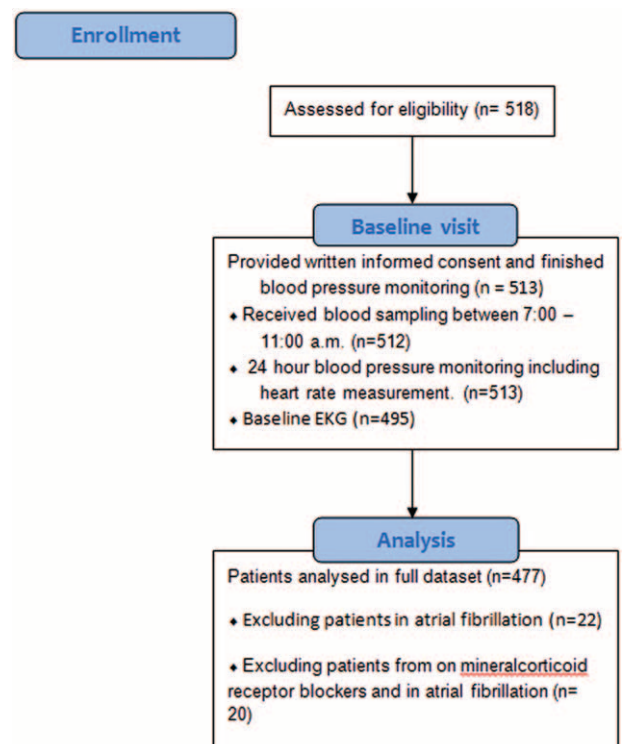 Enrollment
Assessed for eligibility (n= 518)
Baseline visit
Provided written informed consent and finished
blood pressure monitoring (n = 513)
♦ Received blood sampling between 7:00 –
11:00 a.m. (n=512)
♦ 24 hour blood pressure monitoring including
heart rate measurement. (n=513)
♦ Baseline EKG (n=495)
Analysis
Patients analysed in full dataset (n=477)
♦ Excluding patients in atrial fibrillation (n=22)
♦ Excluding patients from on mineralcorticoid
receptor blockers and in atrial fibrillation (n=
20)